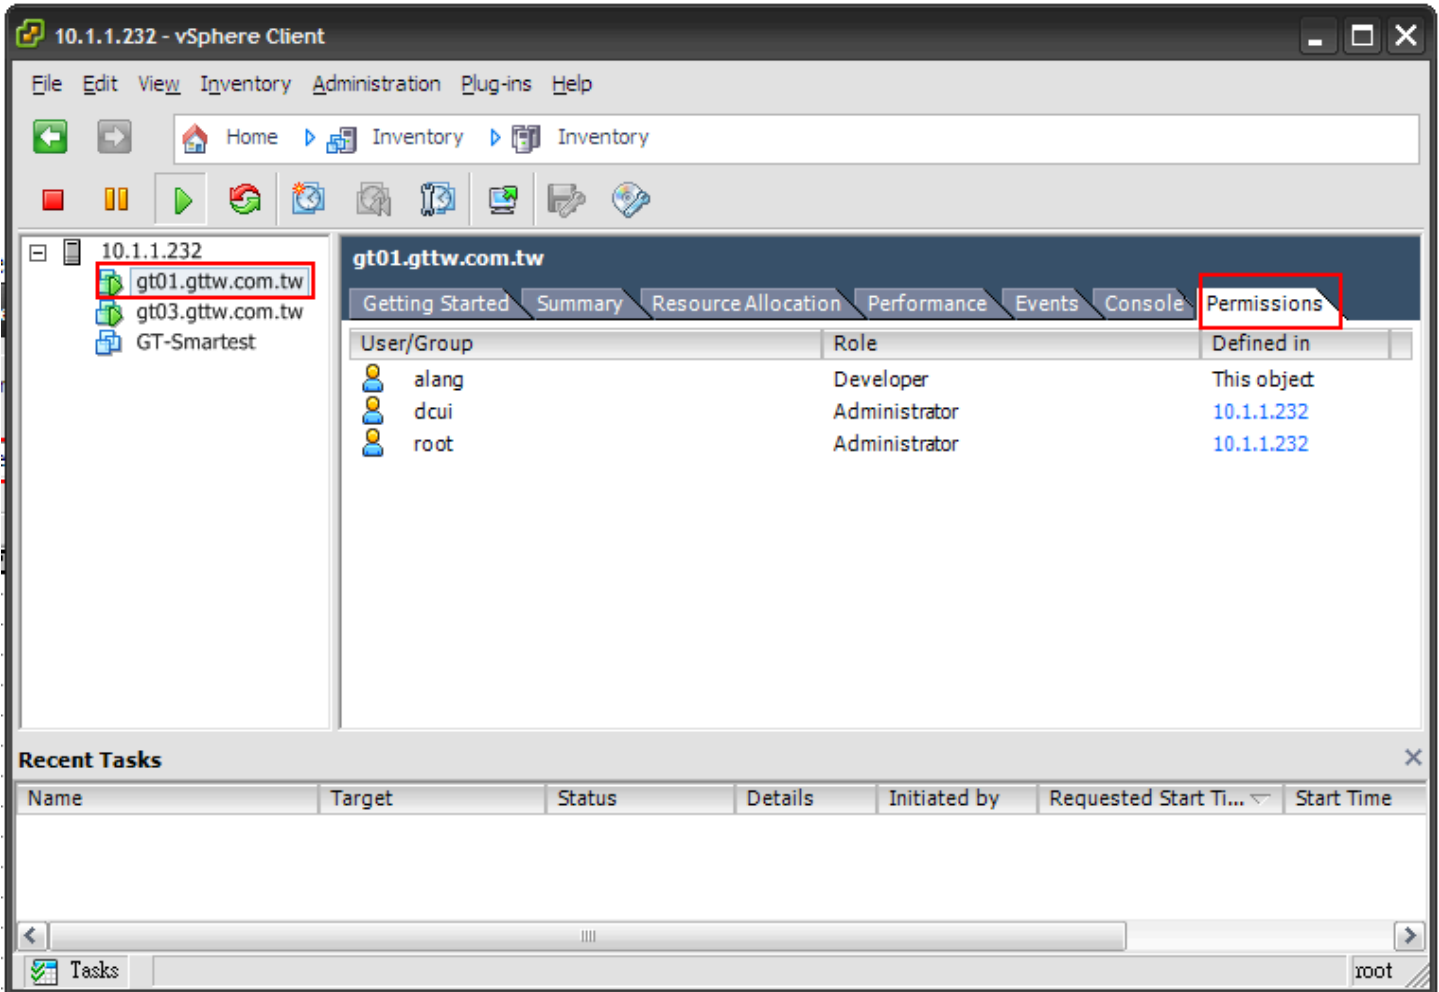 10.1.1.232 - vSphere Client
File Edit View Inventory Administration Plug-ins Help
Home Inventory Inventory
10.1.1.232
gt01.gttw.com.tw
gt03.gttw.com.tw
GT-Smartest
gt01.gttw.com.tw
Getting Started Summary Resource Allocation Performance Events Console Permissions
User/Group Role Defined in
alang Developer This object
dcui Administrator 10.1.1.232
root Administrator 10.1.1.232
Recent Tasks
Name Target Status Details Initiated by Requested Start Ti... Start Time
Tasks root